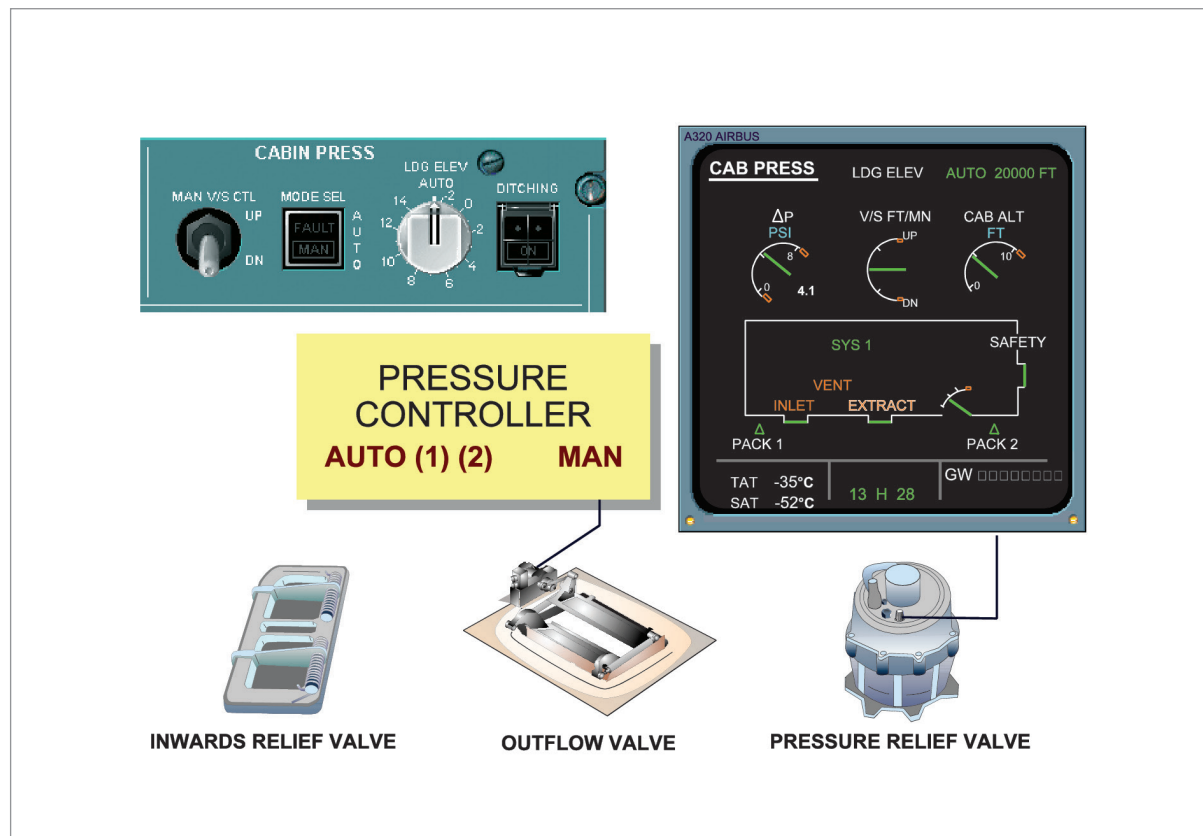 CABIN PRESS
MAN V/S CTL
UP
DN
MODE SEL
FAULT
MAN
AUTO
LDG ELEV
AUTO
14
-2
0
12
-2
10
4
8
6
DITCHING
ON
A320 AIRBUS
CAB PRESS
LDG ELEV
AUTO 20000 FT
ΔP
PSI
8
0
4.1
V/S FT/MN
UP
DN
CAB ALT
FT
10
0
SYS 1
SAFETY
VENT
INLET
EXTRACT
Δ
PACK 1
Δ
PACK 2
TAT -35°C
SAT -52°C
13 H 28
GW
PRESSURE
CONTROLLER
AUTO (1) (2) MAN
INWARDS RELIEF VALVE
OUTFLOW VALVE
PRESSURE RELIEF VALVE